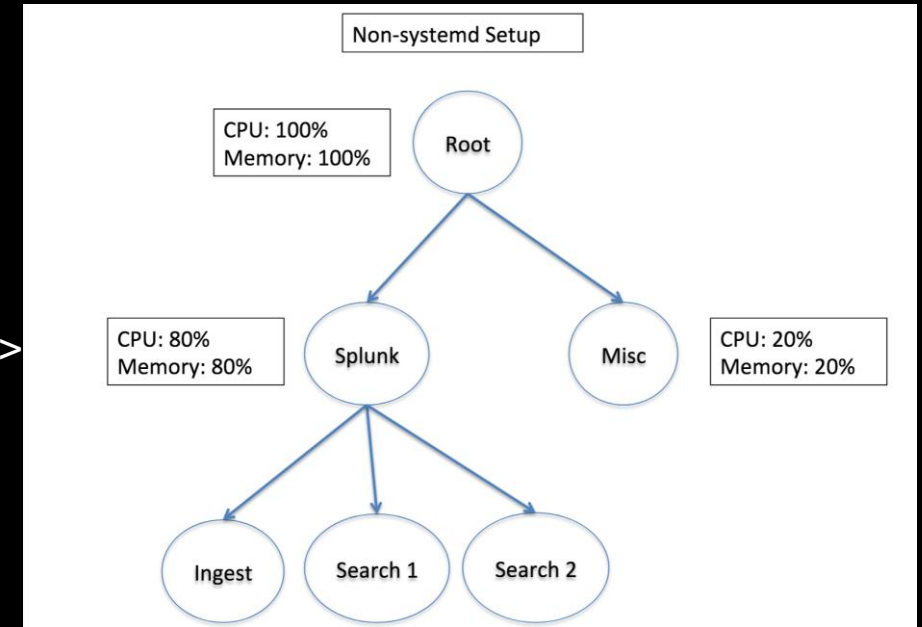 Non-systemd Setup
CPU: 100%
Memory: 100%
Root
>
CPU: 80%
Memory: 80%
Splunk
Misc
CPU: 20%
Memory: 20%
Ingest
Search 1
Search 2